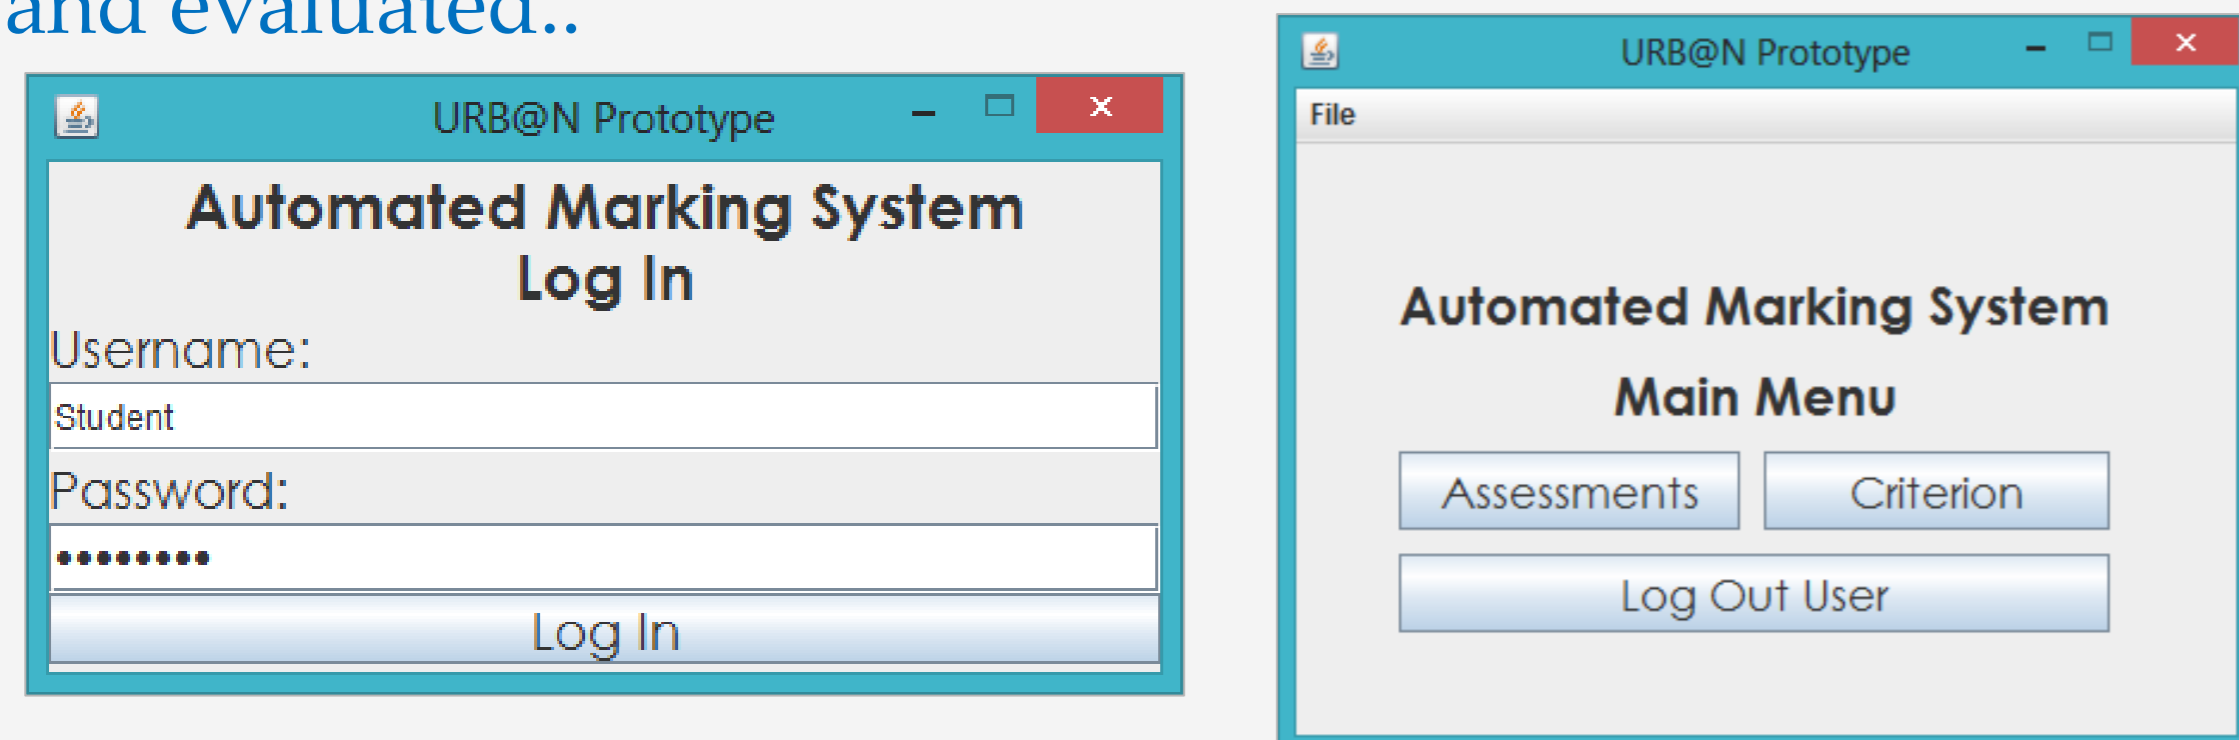 and evaluated..
URB@N Prototype
Automated Marking System
Log In
Username:
Student
Password:
••••••••
Log In
URB@N Prototype
File
Automated Marking System
Main Menu
Assessments Criterion
Log Out User